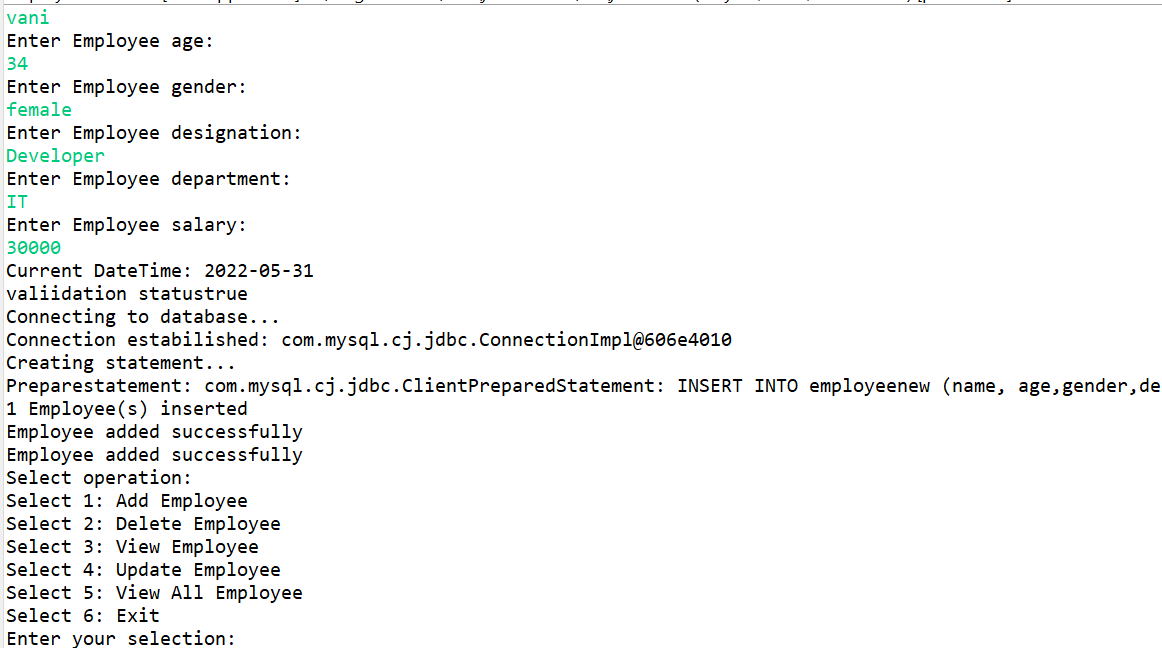 vani
Enter Employee age:
34
Enter Employee gender:
female
Enter Employee designation:
Developer
Enter Employee department:
IT
Enter Employee salary:
30000
Current DateTime: 2022-05-31
valiidation statustrue
Connecting to database...
Connection estabilished: com.mysql.cj.jdbc.ConnectionImpl@606e4010
Creating statement...
Preparestatement: com.mysql.cj.jdbc.ClientPreparedStatement: INSERT INTO employeenew (name, age,gender,de
1 Employee(s) inserted
Employee added successfully
Employee added successfully
Select operation:
Select 1: Add Employee
Select 2: Delete Employee
Select 3: View Employee
Select 4: Update Employee
Select 5: View All Employee
Select 6: Exit
Enter your selection: